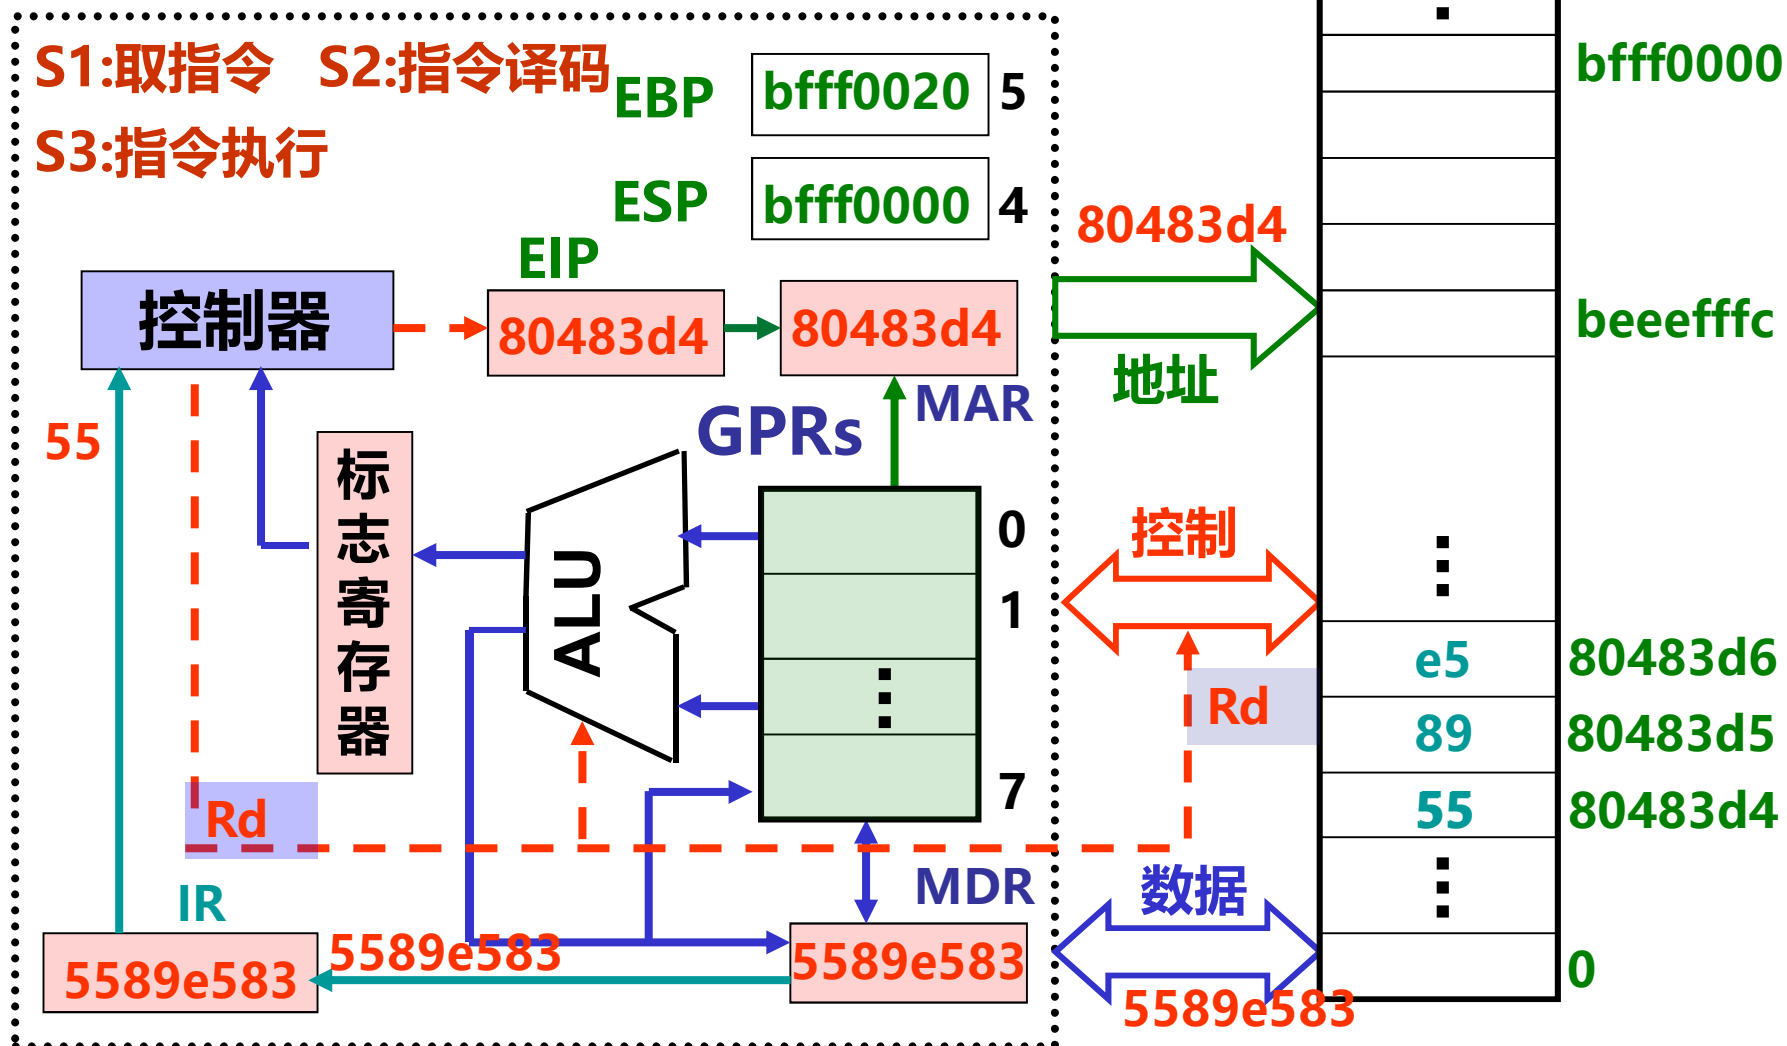 S1:取指令 S2:指令译码
S3:指令执行
EBP
bfff0020
5
ESP
bfff0000
4
EIP
控制器
80483d4
80483d4
MAR
GPRs
55
标志寄存器
ALU
0
1
7
Rd
IR
MDR
5589e583
5589e583
5589e583
80483d4
地址
控制
Rd
数据
5589e583
bfff0000
beeefffc
e5
80483d6
89
80483d5
55
80483d4
0